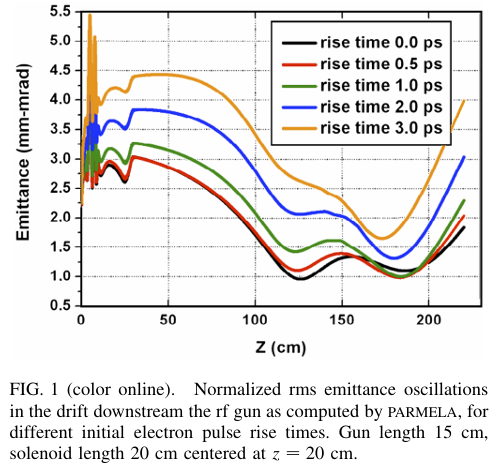 5.5
5.0
4.5
4.0
3.5
3.0
2.5
2.0
1.5
1.0
0.5
Emittance (mm-mrad)
rise time 0.0 ps
rise time 0.5 ps
rise time 1.0 ps
rise time 2.0 ps
rise time 3.0 ps
0 50 100 150 200
Z (cm)
FIG. 1 (color online). Normalized rms emittance oscillations
in the drift downstream the rf gun as computed by PARMELA, for
different initial electron pulse rise times. Gun length 15 cm,
solenoid length 20 cm centered at z = 20 cm.